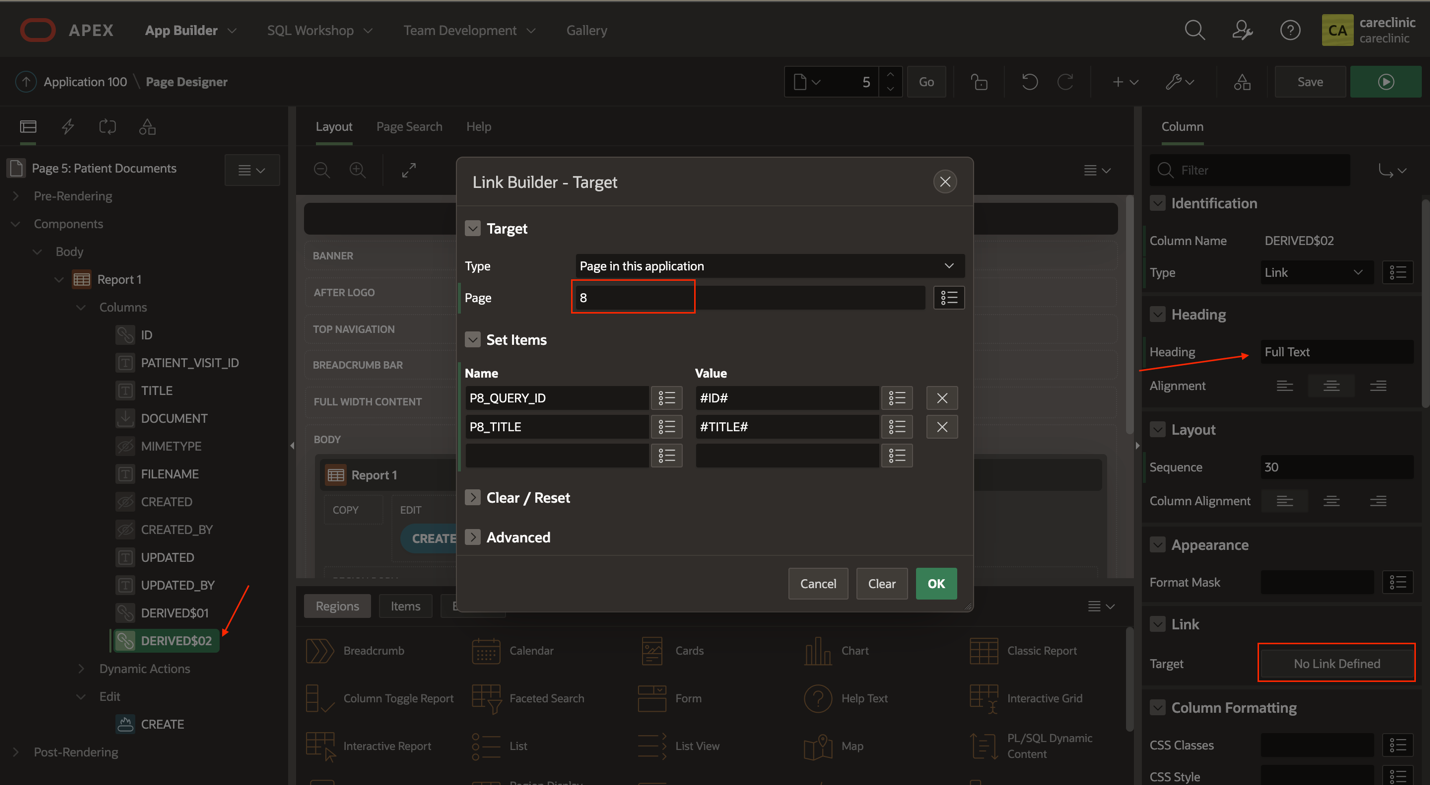 APEX
App Builder
SQL Workshop
Team Development
Gallery
CA
careclinic
careclinic
Application 100 \ Page Designer
5
Go
Save
Layout
Page Search
Help
Column
Page 5: Patient Documents
Pre-Rendering
Components
Body
Report 1
Columns
ID
PATIENT_VISIT_ID
TITLE
DOCUMENT
MIMETYPE
FILENAME
CREATED
CREATED_BY
UPDATED
UPDATED_BY
DERIVED$01
DERIVED$02
Dynamic Actions
Edit
CREATE
Post-Rendering
BANNER
AFTER LOGO
TOP NAVIGATION
BREADCRUMB BAR
FULL WIDTH CONTENT
BODY
Report 1
COPY
EDIT
CREATE
Link Builder - Target
Target
Type
Page in this application
Page
8
Set Items
Name
Value
P8_QUERY_ID
#ID#
P8_TITLE
#TITLE#
Clear / Reset
Advanced
Cancel
Clear
OK
Regions
Items
Breadcrumb
Calendar
Cards
Chart
Classic Report
Column Toggle Report
Faceted Search
Form
Help Text
Interactive Grid
Interactive Report
List
List View
Map
PL/SQL Dynamic
Content
Region Display
Filter
Identification
Column Name
DERIVED$02
Type
Link
Heading
Heading
Full Text
Alignment
Layout
Sequence
30
Column Alignment
Appearance
Format Mask
Link
Target
No Link Defined
Column Formatting
CSS Classes
CSS Style